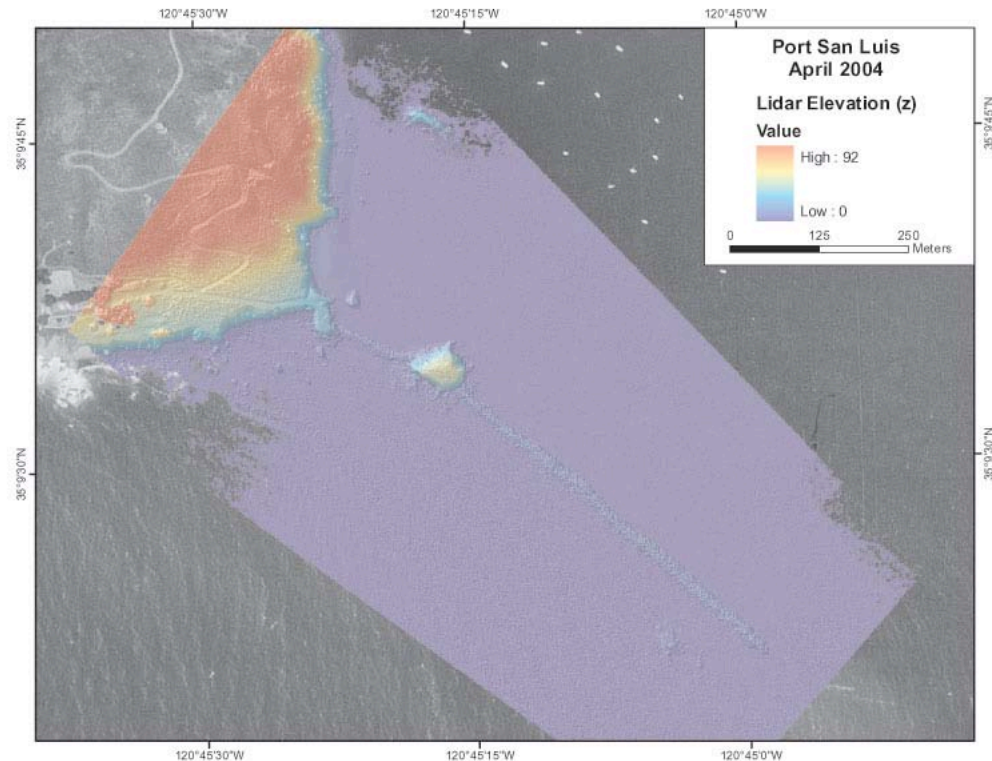 120°45'30"W
120°45'15"W
120°45'0"W
Port San Luis
April 2004
Lidar Elevation (z)
Value
High : 92
Low : 0
0
125
250
Meters
35°9'45"N
35°9'45"N
35°9'30"N
35°9'30"N
120°45'30"W
120°45'15"W
120°45'0"W